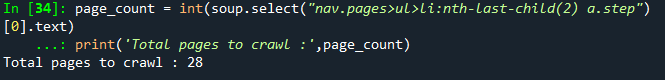 In [34]: page_count = int(soup.select("nav.pages>ul>li:nth-last-child(2) a.step")
[0].text)
    ...: print('Total pages to crawl :',page_count)
Total pages to crawl : 28